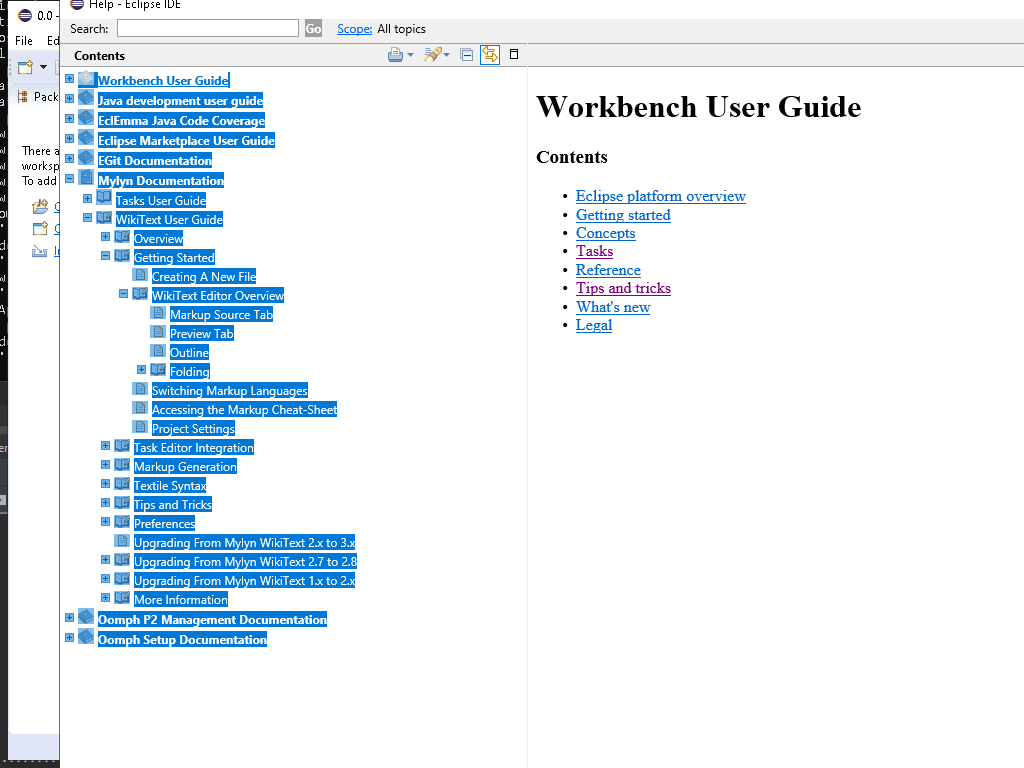 0.0 -
Help - Eclipse IDE
File Ed
Search: Go Scope: All topics
Contents
Pack
There a
worksp
To add
Workbench User Guide
Java development user guide
EclEmma Java Code Coverage
Eclipse Marketplace User Guide
EGit Documentation
Mylyn Documentation
Tasks User Guide
WikiText User Guide
Overview
Getting Started
Creating A New File
WikiText Editor Overview
Markup Source Tab
Preview Tab
Outline
Folding
Switching Markup Languages
Accessing the Markup Cheat-Sheet
Project Settings
Task Editor Integration
Markup Generation
Textile Syntax
Tips and Tricks
Preferences
Upgrading From Mylyn WikiText 2.x to 3.x
Upgrading From Mylyn WikiText 2.7 to 2.8
Upgrading From Mylyn WikiText 1.x to 2.x
More Information
Oomph P2 Management Documentation
Oomph Setup Documentation
Workbench User Guide
Contents
• Eclipse platform overview
• Getting started
• Concepts
• Tasks
• Reference
• Tips and tricks
• What's new
• Legal